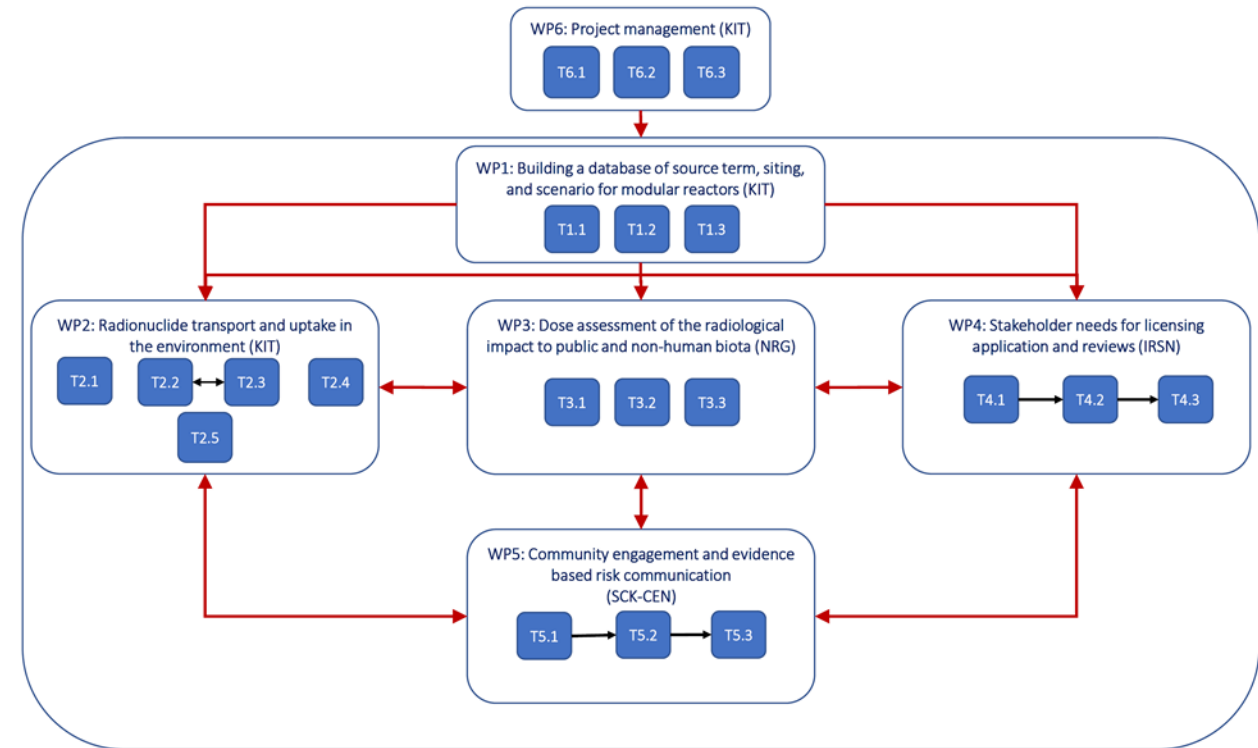 WP6: Project management (KIT)
T6.1
T6.2
T6.3
WP1: Building a database of source term, siting,
and scenario for modular reactors (KIT)
T1.1
T1.2
T1.3
WP2: Radionuclide transport and uptake in
the environment (KIT)
T2.1
T2.2
T2.3
T2.4
T2.5
WP3: Dose assessment of the radiological
impact to public and non-human biota (NRG)
T3.1
T3.2
T3.3
WP4: Stakeholder needs for licensing
application and reviews (IRSN)
T4.1
T4.2
T4.3
WP5: Community engagement and evidence
based risk communication
(SCK-CEN)
T5.1
T5.2
T5.3